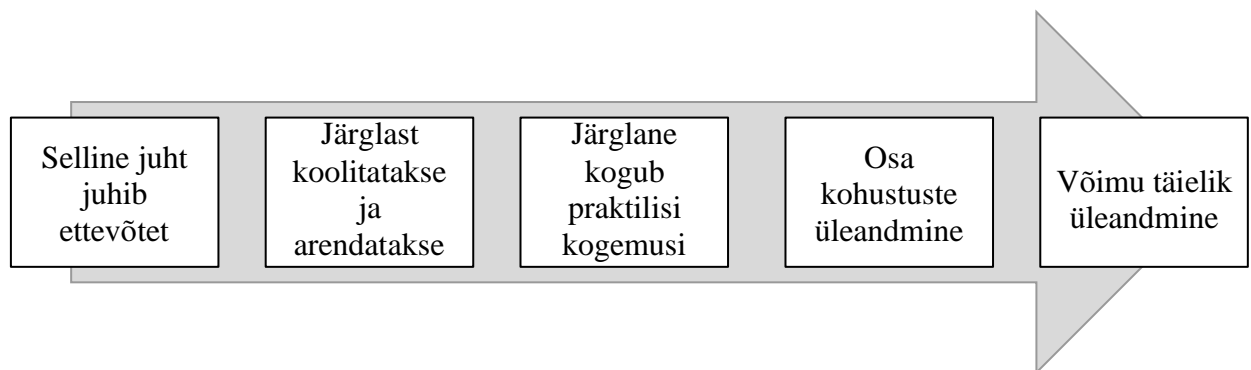 Selline juht
juhib
ettevõtet
Järglast
koolitatakse
ja
arendatakse
Järglane
kogub
praktilisi
kogemusi
Osa
kohustuste
üleandmine
Võimu täielik
üleandmine